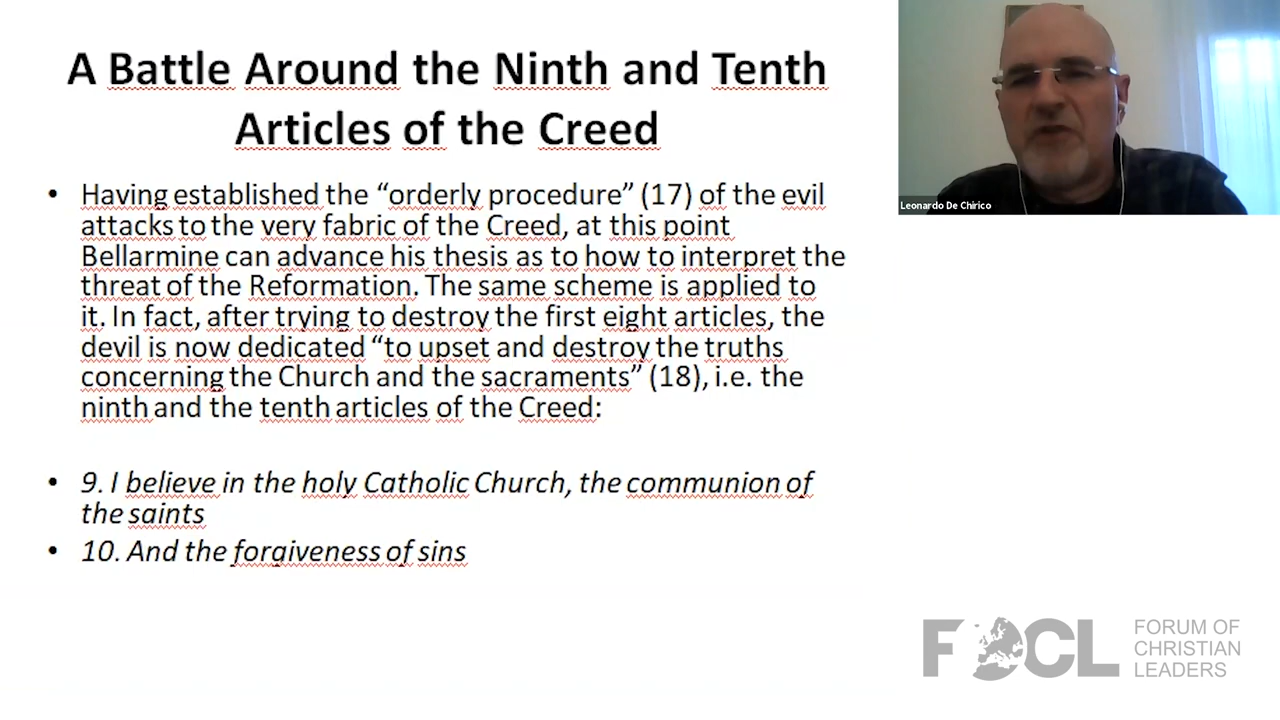 A Battle Around the Ninth and Tenth
Articles of the Creed
• Having established the “orderly procedure” (17) of the evil
attacks to the very fabric of the Creed, at this point
Bellarmine can advance his thesis as to how to interpret the
threat of the Reformation. The same scheme is applied to
it. In fact, after trying to destroy the first eight articles, the
devil is now dedicated “to upset and destroy the truths
concerning the Church and the sacraments” (18), i.e. the
ninth and the tenth articles of the Creed:
• 9. I believe in the holy Catholic Church, the communion of
the saints
• 10. And the forgiveness of sins
Leonardo De Chirico
FOCL
FORUM OF
CHRISTIAN
LEADERS